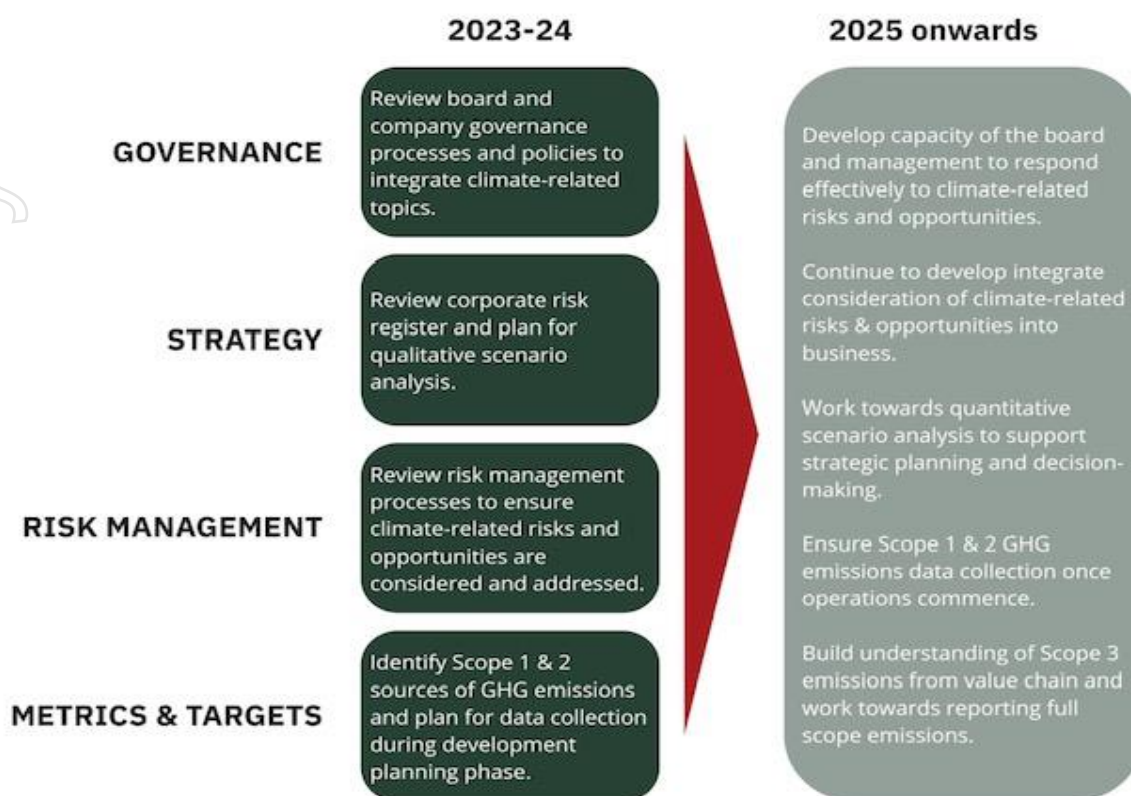 2023-24
2025 onwards
GOVERNANCE
Review board and
company governance
processes and policies to
integrate climate-related
topics.
STRATEGY
Review corporate risk
register and plan for
qualitative scenario
analysis.
RISK MANAGEMENT
Review risk management
processes to ensure
climate-related risks and
opportunities are
considered and addressed.
METRICS & TARGETS
Identify Scope 1 & 2
sources of GHG emissions
and plan for data collection
during development
planning phase.
Develop capacity of the board
and management to respond
effectively to climate-related
risks and opportunities.
Continue to develop integrate
consideration of climate-related
risks & opportunities into
business.
Work towards quantitative
scenario analysis to support
strategic planning and decision-
making.
Ensure Scope 1 & 2 GHG
emissions data collection once
operations commence.
Build understanding of Scope 3
emissions from value chain and
work towards reporting full
scope emissions.